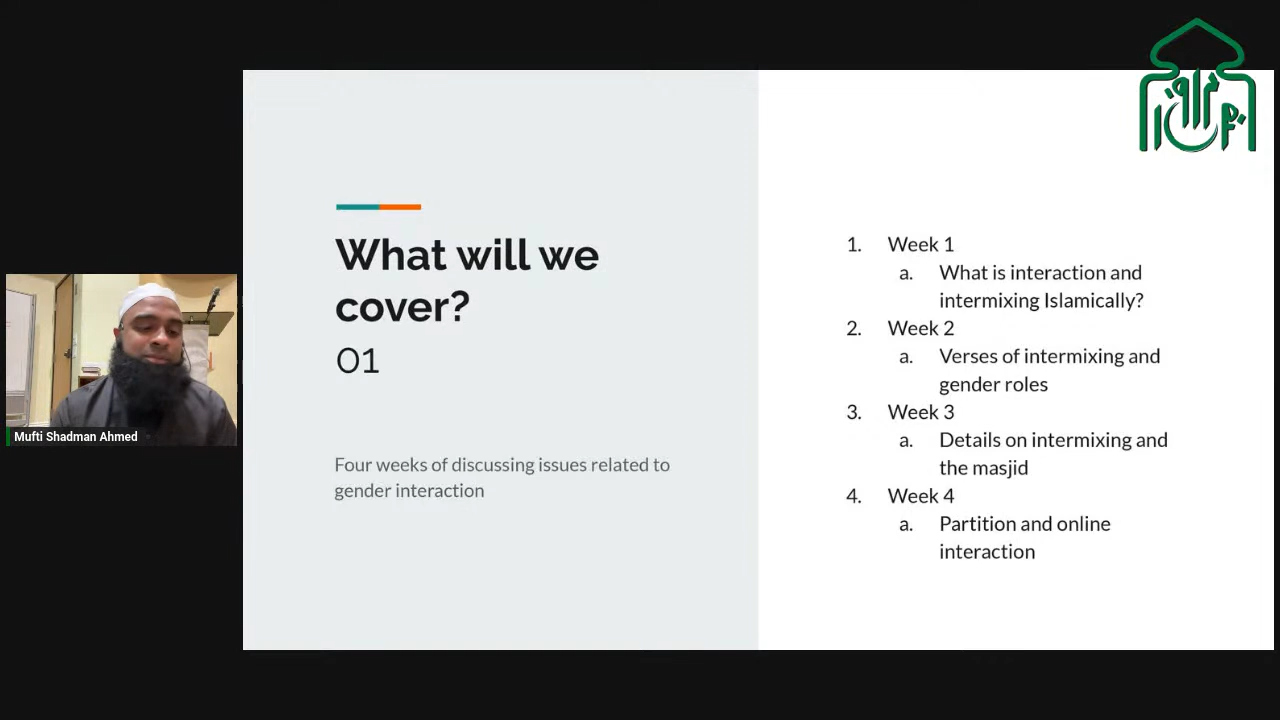 What will we
cover?
01
Four weeks of discussing issues related to
gender interaction
1. Week 1
a. What is interaction and
intermixing Islamically?
2. Week 2
a. Verses of intermixing and
gender roles
3. Week 3
a. Details on intermixing and
the masjid
4. Week 4
a. Partition and online
interaction
Mufti Shadman Ahmed